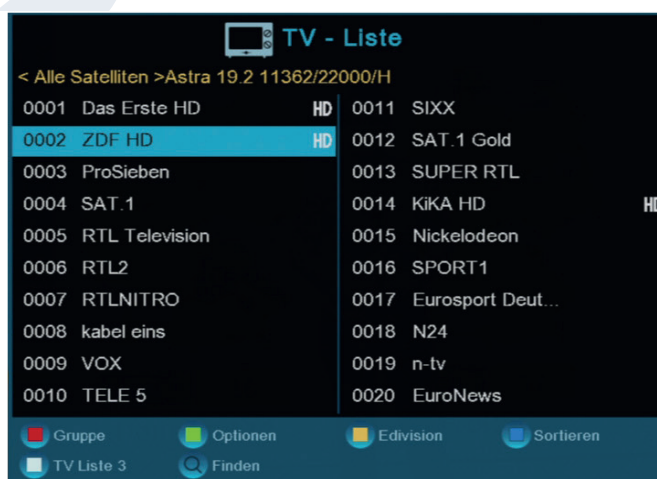 TV - Liste
< Alle Satelliten >Astra 19.2 11362/22000/H
0001 Das Erste HD HD
0002 ZDF HD HD
0003 ProSieben
0004 SAT.1
0005 RTL Television
0006 RTL2
0007 RTLNITRO
0008 kabel eins
0009 VOX
0010 TELE 5
0011 SIXX
0012 SAT.1 Gold
0013 SUPER RTL
0014 KiKA HD HD
0015 Nickelodeon
0016 SPORT1
0017 Eurosport Deut...
0018 N24
0019 n-tv
0020 EuroNews
Gruppe Optionen Edivision Sortieren
TV Liste 3 Finden